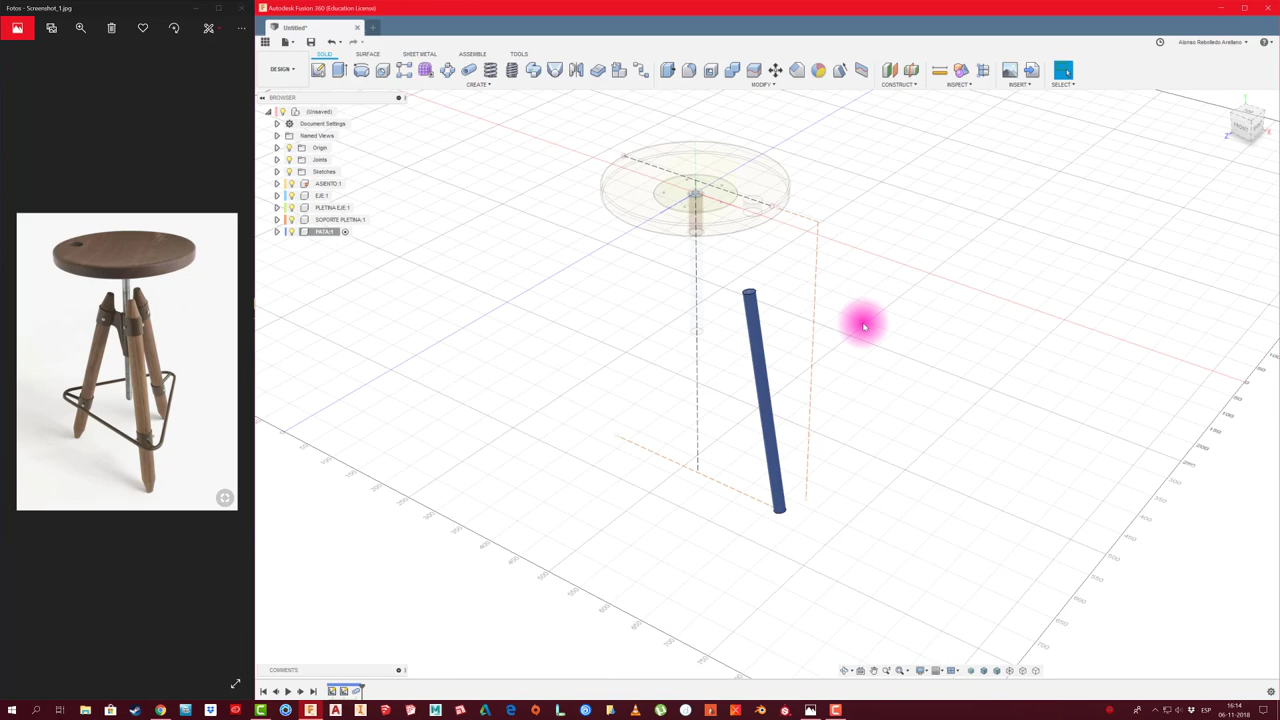 Fotos - Screenshot_1.jpg
Autodesk Fusion 360 (Education License)
Untitled*
Alonso Rebolledo Arellano
SOLID SURFACE SHEET METAL ASSEMBLY TOOLS
DESIGN
CREATE MODIFY CONSTRUCT INSPECT INSERT SELECT
BROWSER
(Unsaved)
Document Settings
Named Views
Origin
Joints
Sketches
ASIENTO:1
EJE:1
PLETINA EJE:1
SOPORTE PLETINA:1
PATA:1
FRONT
Z
X
COMMENTS
ESP
16:14
06-11-2018